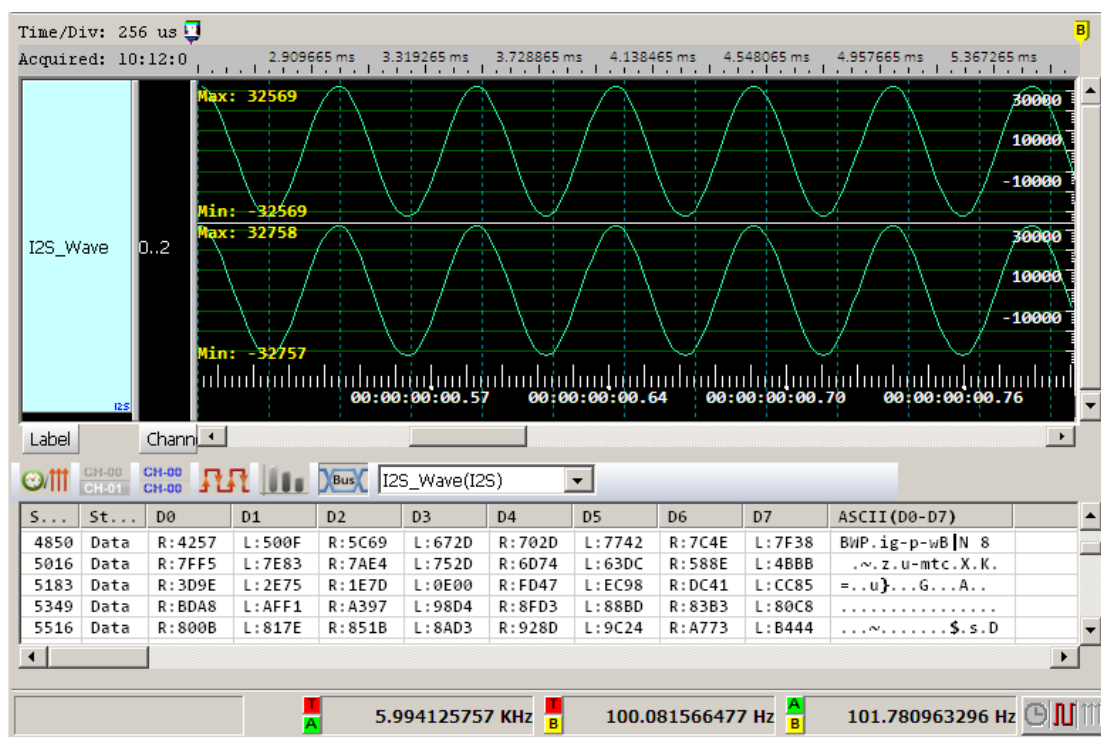 Time/Div: 256 us
B
Acquired: 10:12:0
2.909665 ms 3.319265 ms 3.728865 ms 4.138465 ms 4.548065 ms 4.957665 ms 5.367265 ms
Max: 32569
30000
10000
-10000
Min: -32569
I2S_Wave 0..2
Max: 32758
30000
10000
-10000
Min: -32757
I2S
00:00:00:00.57 00:00:00:00.64 00:00:00:00.70 00:00:00:00.76
Label Chann
CH-00 CH-00
CH-01 CH-00
Bus I2S_Wave(I2S)
S... St... D0 D1 D2 D3 D4 D5 D6 D7 ASCII(D0-D7)
4850 Data R:4257 L:500F R:5C69 L:672D R:702D L:7742 R:7C4E L:7F38 BWP.ig-p-wB|N 8
5016 Data R:7FF5 L:7E83 R:7AE4 L:752D R:6D74 L:63DC R:588E L:4BBB .~.z.u-mtc.X.K.
5183 Data R:3D9E L:2E75 R:1E7D L:0E00 R:FD47 L:EC98 R:DC41 L:CC85 =..u}...G...A..
5349 Data R:BDA8 L:AFF1 R:A397 L:98D4 R:8FD3 L:88BD R:83B3 L:80C8 ................
5516 Data R:800B L:817E R:851B L:8AD3 R:928D L:9C24 R:A773 L:B444 ...~.......$.s.D
T A 5.994125757 KHz T B 100.081566477 Hz A B 101.780963296 Hz